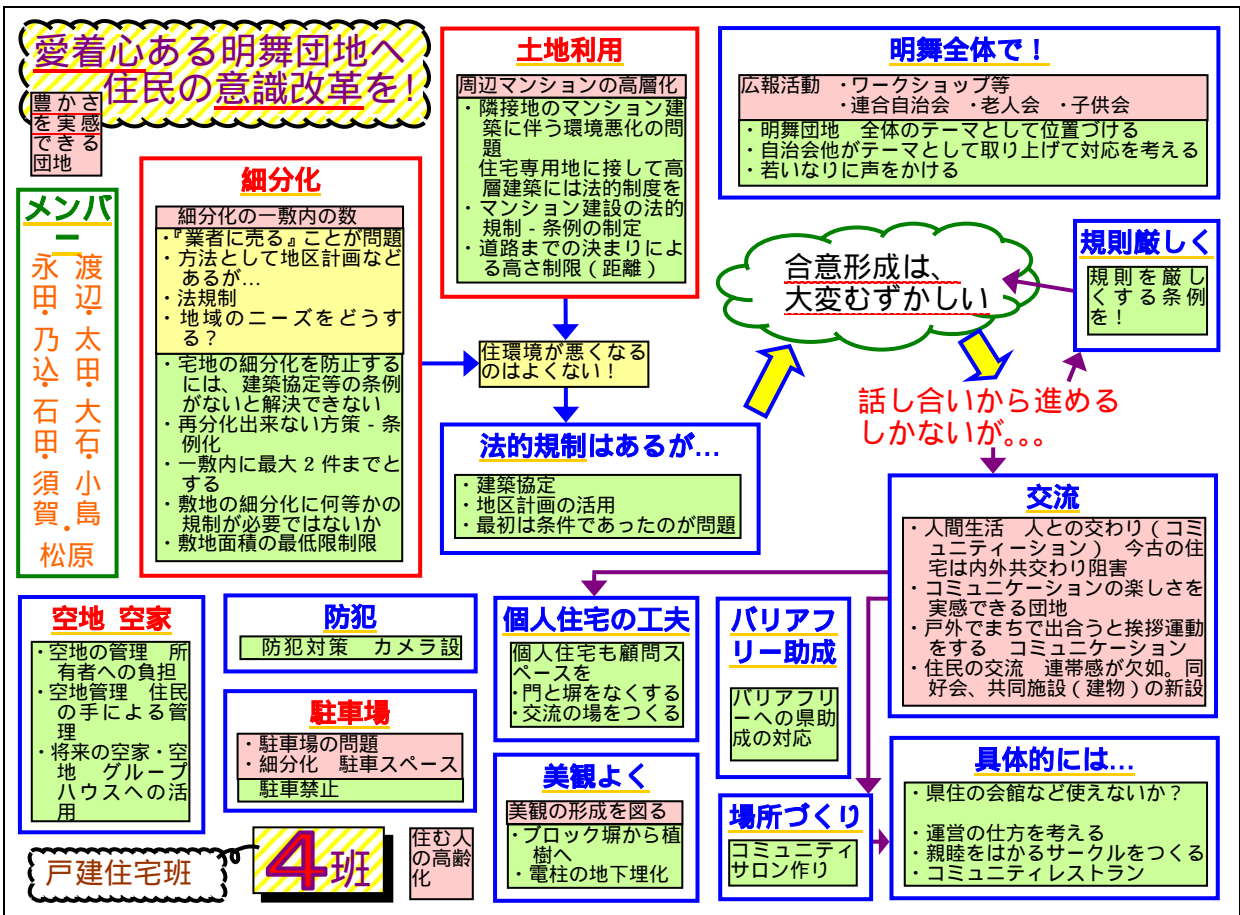 愛着心ある明舞団地へ
住民の意識改革を!
豊かさ
を実感
できる
団地
メンバ
ー
渡辺・太田・大石・小島・
永田・乃込・石田・須賀・
松原
細分化
細分化の一敷内の数
・『業者に売る』ことが問題
・方法として地区計画など
あるが…
・法規制
・地域のニーズをどうす
る?
・宅地の細分化を防止する
には、建築協定等の条例
がないと解決できない
・再分化出来ない方策‐条
例化
・一敷内に最大2件までと
する
・敷地の細分化に何等かの
規制が必要ではないか
・敷地面積の最低限制限
土地利用
周辺マンションの高層化
・隣接地のマンション建
築に伴う環境悪化の問
題
住宅専用地に接して高
層建築には法的制度を
・マンション建設の法的
規制‐条例の制定
・道路までの決まりによ
る高さ制限(距離)
住環境が悪くなる
のはよくない!
法的規制はあるが…
・建築協定
・地区計画の活用
・最初は条件であったのが問題
明舞全体で!
広報活動 ・ワークショップ等
・連合自治会 ・老人会 ・子供会
・明舞団地 全体のテーマとして位置づける
・自治会他がテーマとして取り上げて対応を考える
・若いなりに声をかける
合意形成は、
大変むずかしい
規則厳しく
規則を厳し
くする条例
を!
話し合いから進める
しかないが。。。
交流
・人間生活 人との交わり(コミ
ュニティーション) 今古の住
宅は内外共交わり阻害
・コミュニケーションの楽しさを
実感できる団地
・戸外でまちで出合うと挨拶運動
をする コミュニケーション
・住民の交流 連帯感が欠如。同
好会、共同施設(建物)の新設
空地 空家
・空地の管理 所
有者への負担
・空地管理 住民
の手による管
理
・将来の空家・空
地 グループ
ハウスへの活
用
防犯
防犯対策 カメラ設
駐車場
・駐車場の問題
・細分化 駐車スペース
駐車禁止
個人住宅の工夫
個人住宅も顧問ス
ペースを
・門と塀をなくする
・交流の場をつくる
美観よく
美観の形成を図る
・ブロック塀から植
樹へ
・電柱の地下埋化
バリアフ
リー助成
バリアフリ
ーへの県助
成の対応
場所づくり
コミュニティ
サロン作り
具体的には…
・県住の会館など使えないか?
・運営の仕方を考える
・親睦をはかるサークルをつくる
・コミュニティレストラン
戸建住宅班
4班
住む人
の高齢
化